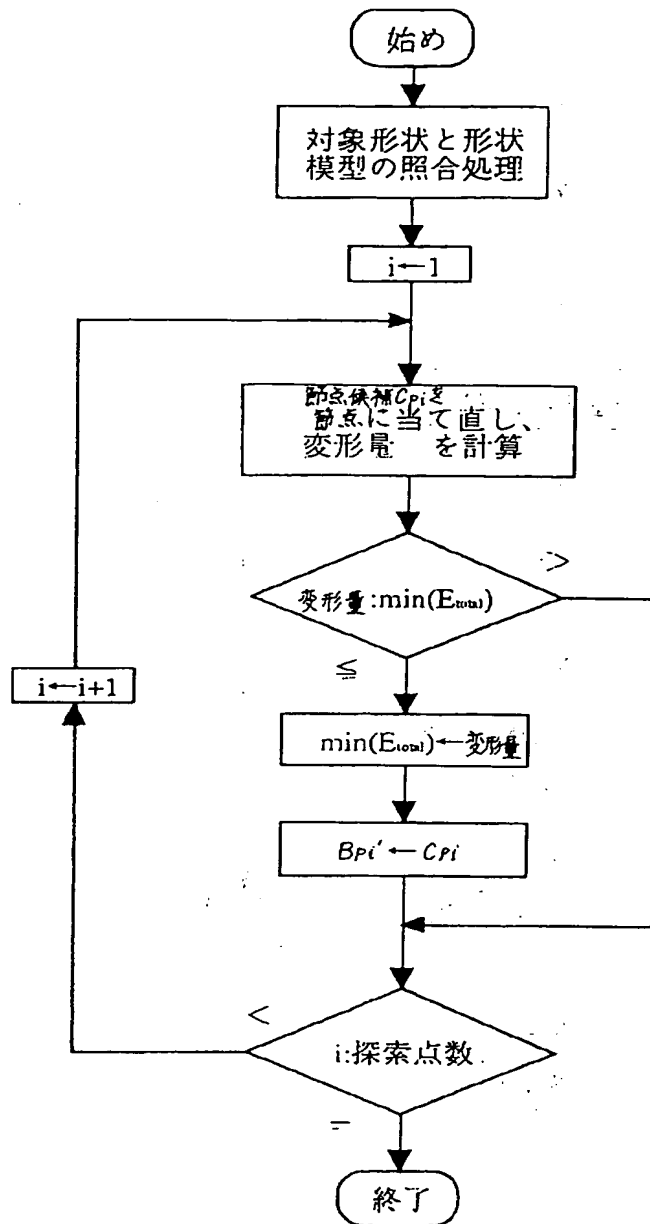 始め
対象形状と形状
模型の照合処理
i←1
節点候補Cpiを
節点に当て直し、
変形量 を計算
変形量:min(Etotal)
>
≦
i←i+1
min(Etotal)←変形量
Bpi'←Cpi
<
i:探索点数
=
終了